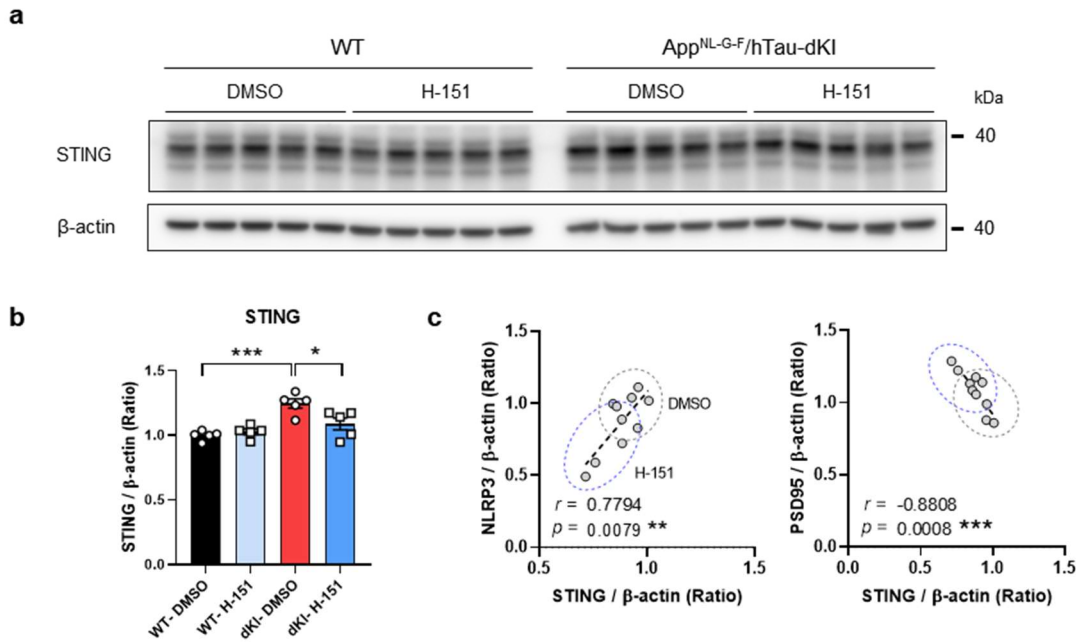 a
WT
App^NL-G-F/hTau-dKI
DMSO
H-151
DMSO
H-151
kDa
STING
40
β-actin
40
b
STING
***
*
STING / β-actin (Ratio)
1.5
1.0
0.5
0.0
WT- DMSO
WT- H-151
dKI- DMSO
dKI- H-151
c
NLRP3 / β-actin (Ratio)
1.5
1.0
0.5
0.0
DMSO
H-151
r = 0.7794
p = 0.0079 **
0.5
1.0
1.5
STING / β-actin (Ratio)
PSD95 / β-actin (Ratio)
1.5
1.0
0.5
0.0
r = -0.8808
p = 0.0008 ***
0.0
0.5
1.0
1.5
STING / β-actin (Ratio)